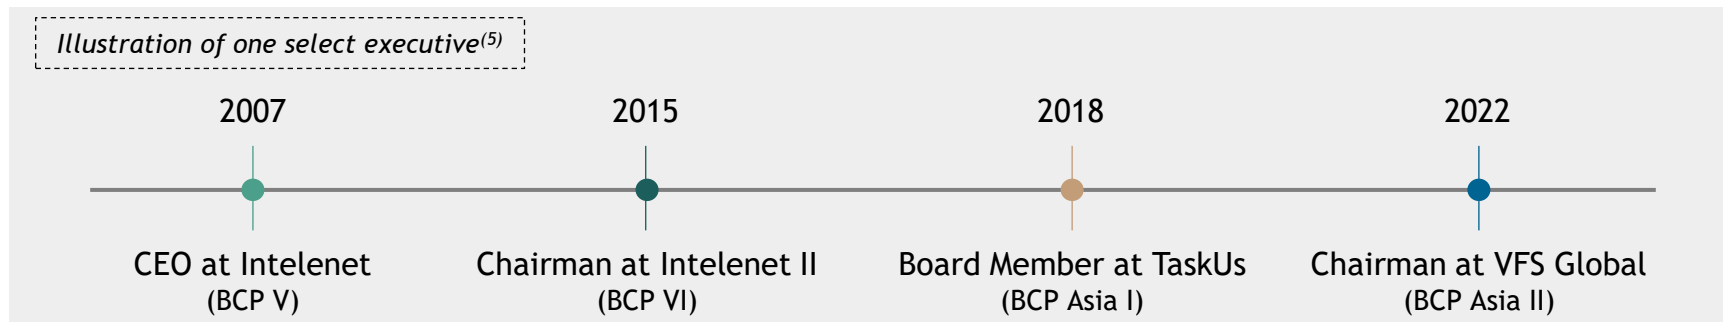 Illustration of one select executive(5)
2007 2015 2018 2022
CEO at Intelenet Chairman at Intelenet II Board Member at TaskUs Chairman at VFS Global
(BCP V) (BCP VI) (BCP Asia I) (BCP Asia II)